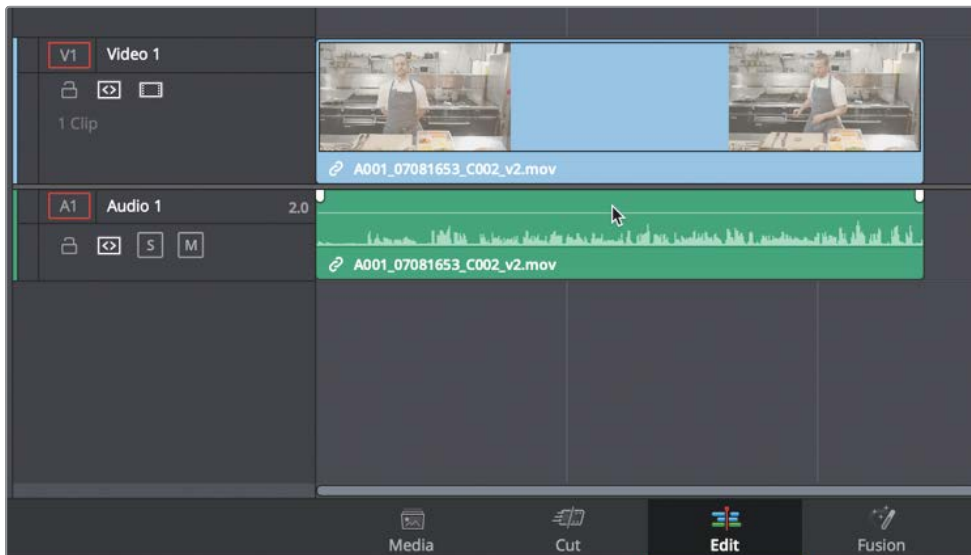 V1 Video 1
1 Clip
A001_07081653_C002_v2.mov
A1 Audio 1 2.0
S M
A001_07081653_C002_v2.mov
Media Cut Edit Fusion